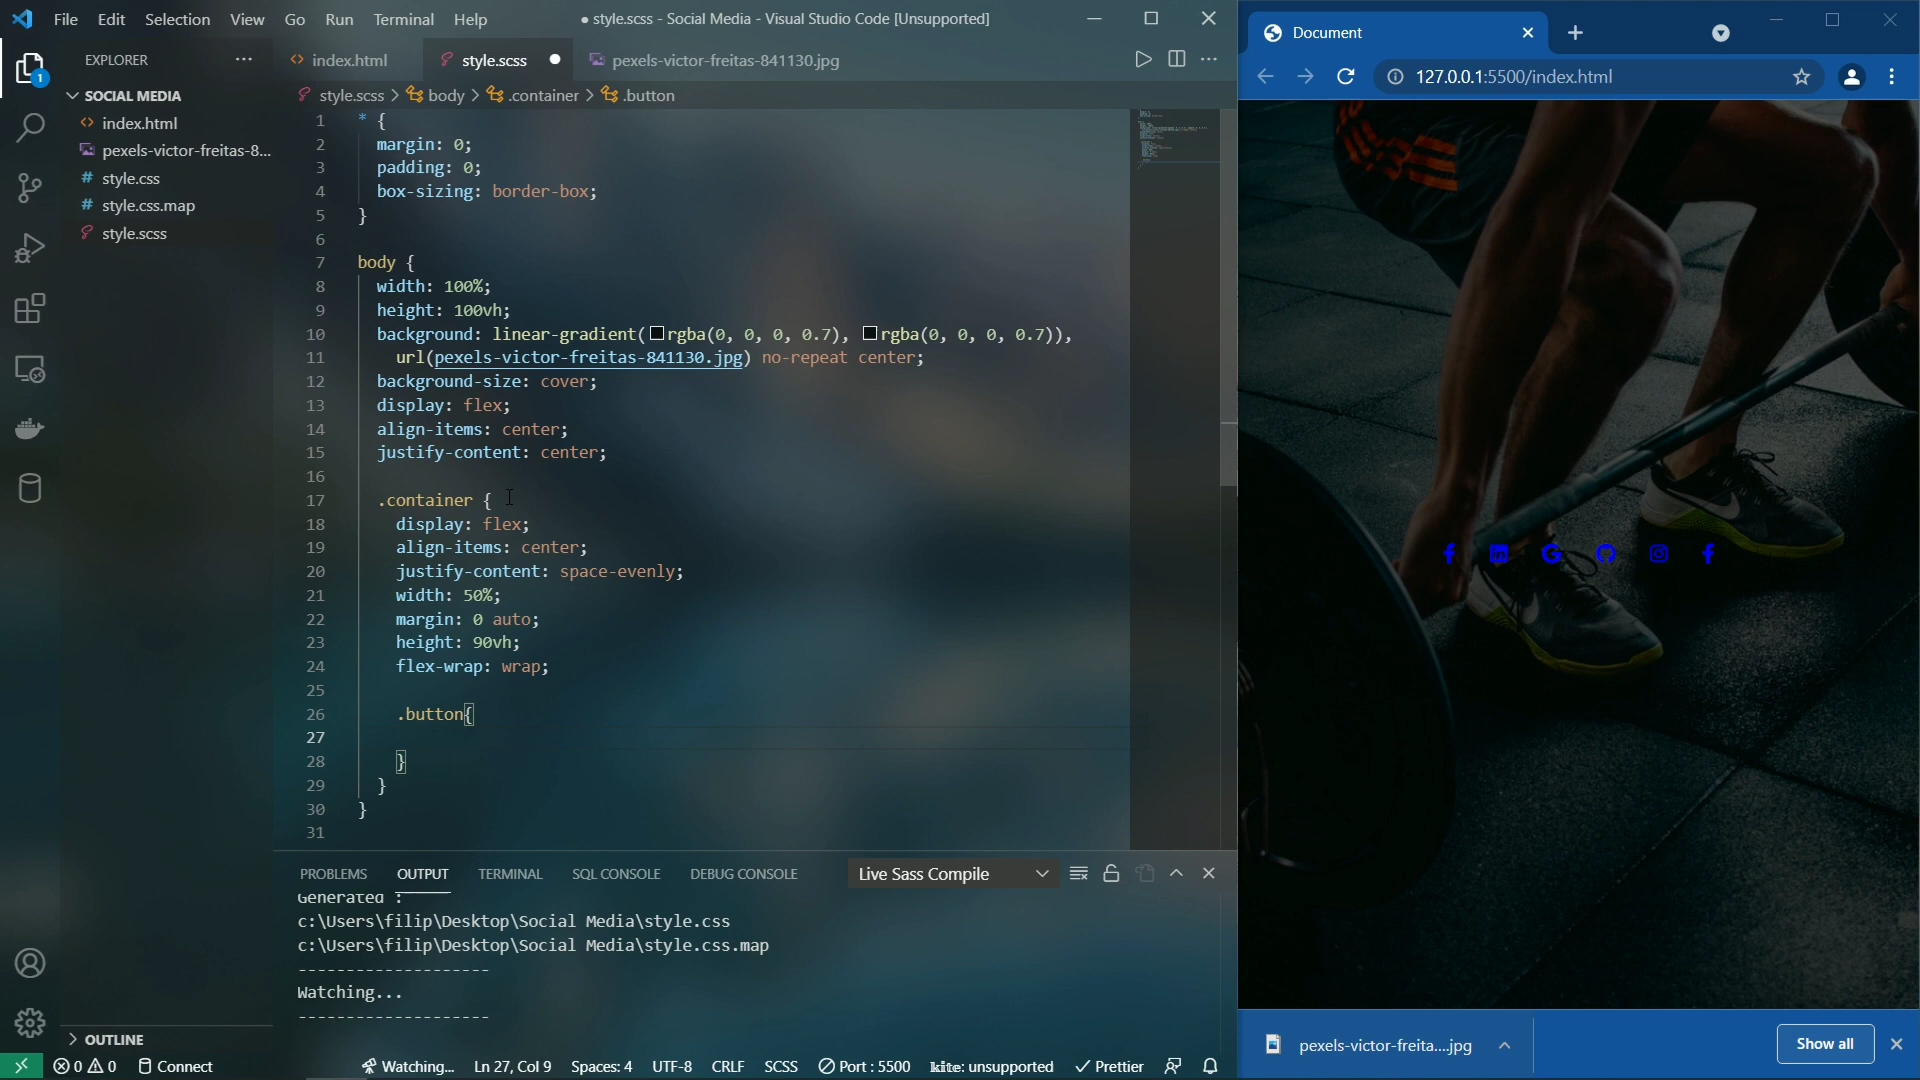 File Edit Selection View Go Run Terminal Help
● style.scss - Social Media - Visual Studio Code [Unsupported]
EXPLORER
index.html
style.scss
pexels-victor-freitas-841130.jpg
SOCIAL MEDIA
index.html
pexels-victor-freitas-8...
style.css
style.css.map
style.scss
style.scss > body > .container > .button
1 * {
2 margin: 0;
3 padding: 0;
4 box-sizing: border-box;
5 }
6
7 body {
8 width: 100%;
9 height: 100vh;
10 background: linear-gradient(rgba(0, 0, 0, 0.7), rgba(0, 0, 0, 0.7)),
11 url(pexels-victor-freitas-841130.jpg) no-repeat center;
12 background-size: cover;
13 display: flex;
14 align-items: center;
15 justify-content: center;
16
17 .container {
18 display: flex;
19 align-items: center;
20 justify-content: space-evenly;
21 width: 50%;
22 margin: 0 auto;
23 height: 90vh;
24 flex-wrap: wrap;
25
26 .button{
27
28 }
29 }
30 }
31
PROBLEMS OUTPUT TERMINAL SQL CONSOLE DEBUG CONSOLE
Live Sass Compile
Generated :
c:\Users\filip\Desktop\Social Media\style.css
c:\Users\filip\Desktop\Social Media\style.css.map
--------------------
Watching...
--------------------
OUTLINE
0 0 Connect Watching... Ln 27, Col 9 Spaces: 4 UTF-8 CRLF SCSS Port : 5500 kite: unsupported Prettier
1
Document
127.0.0.1:5500/index.html
pexels-victor-freita....jpg
Show all